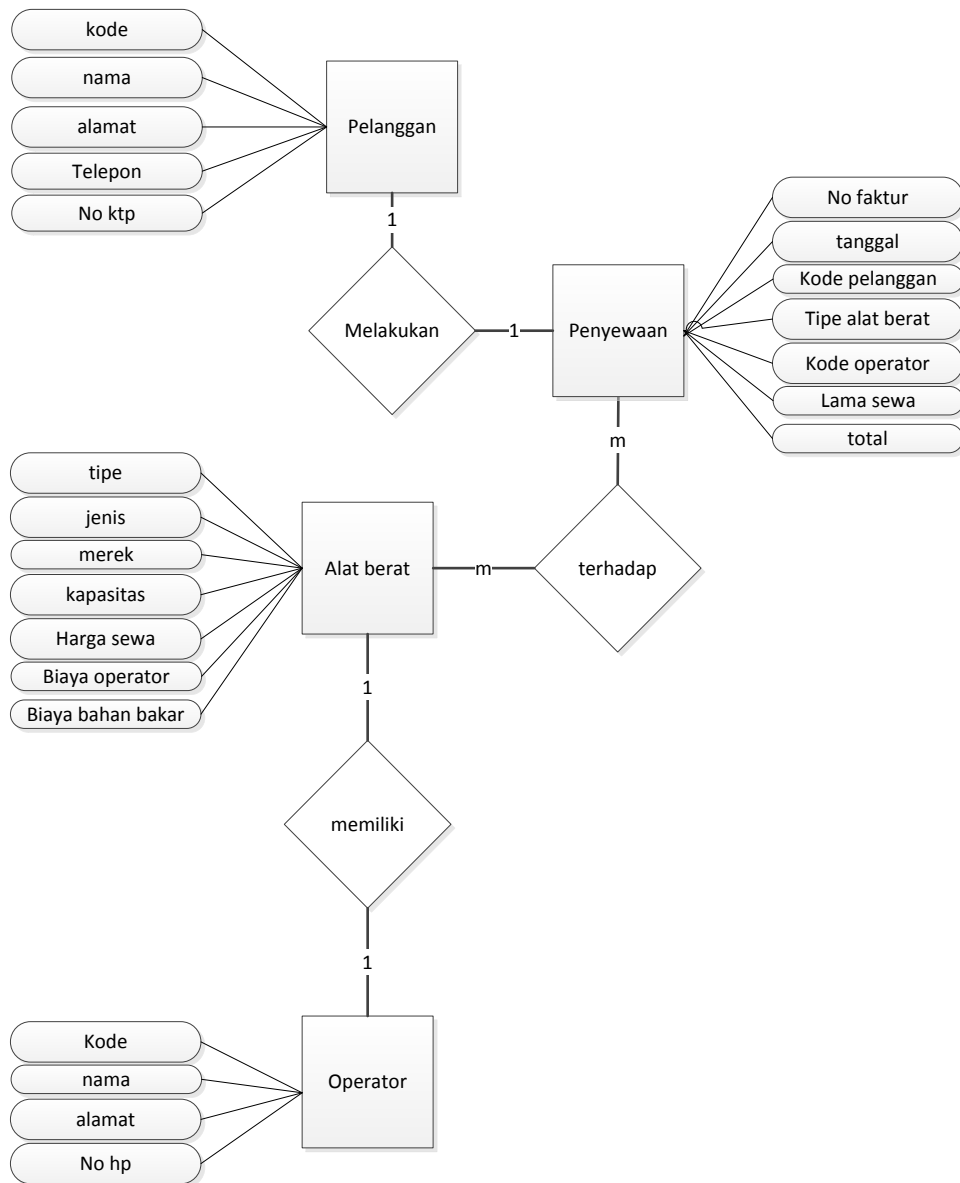 kode
nama
alamat
Telepon
No ktp
Pelanggan
1
Melakukan
1
Penyewaan
No faktur
tanggal
Kode pelanggan
Tipe alat berat
Kode operator
Lama sewa
total
m
terhadap
m
Alat berat
tipe
jenis
merek
kapasitas
Harga sewa
Biaya operator
Biaya bahan bakar
1
memiliki
1
Operator
Kode
nama
alamat
No hp